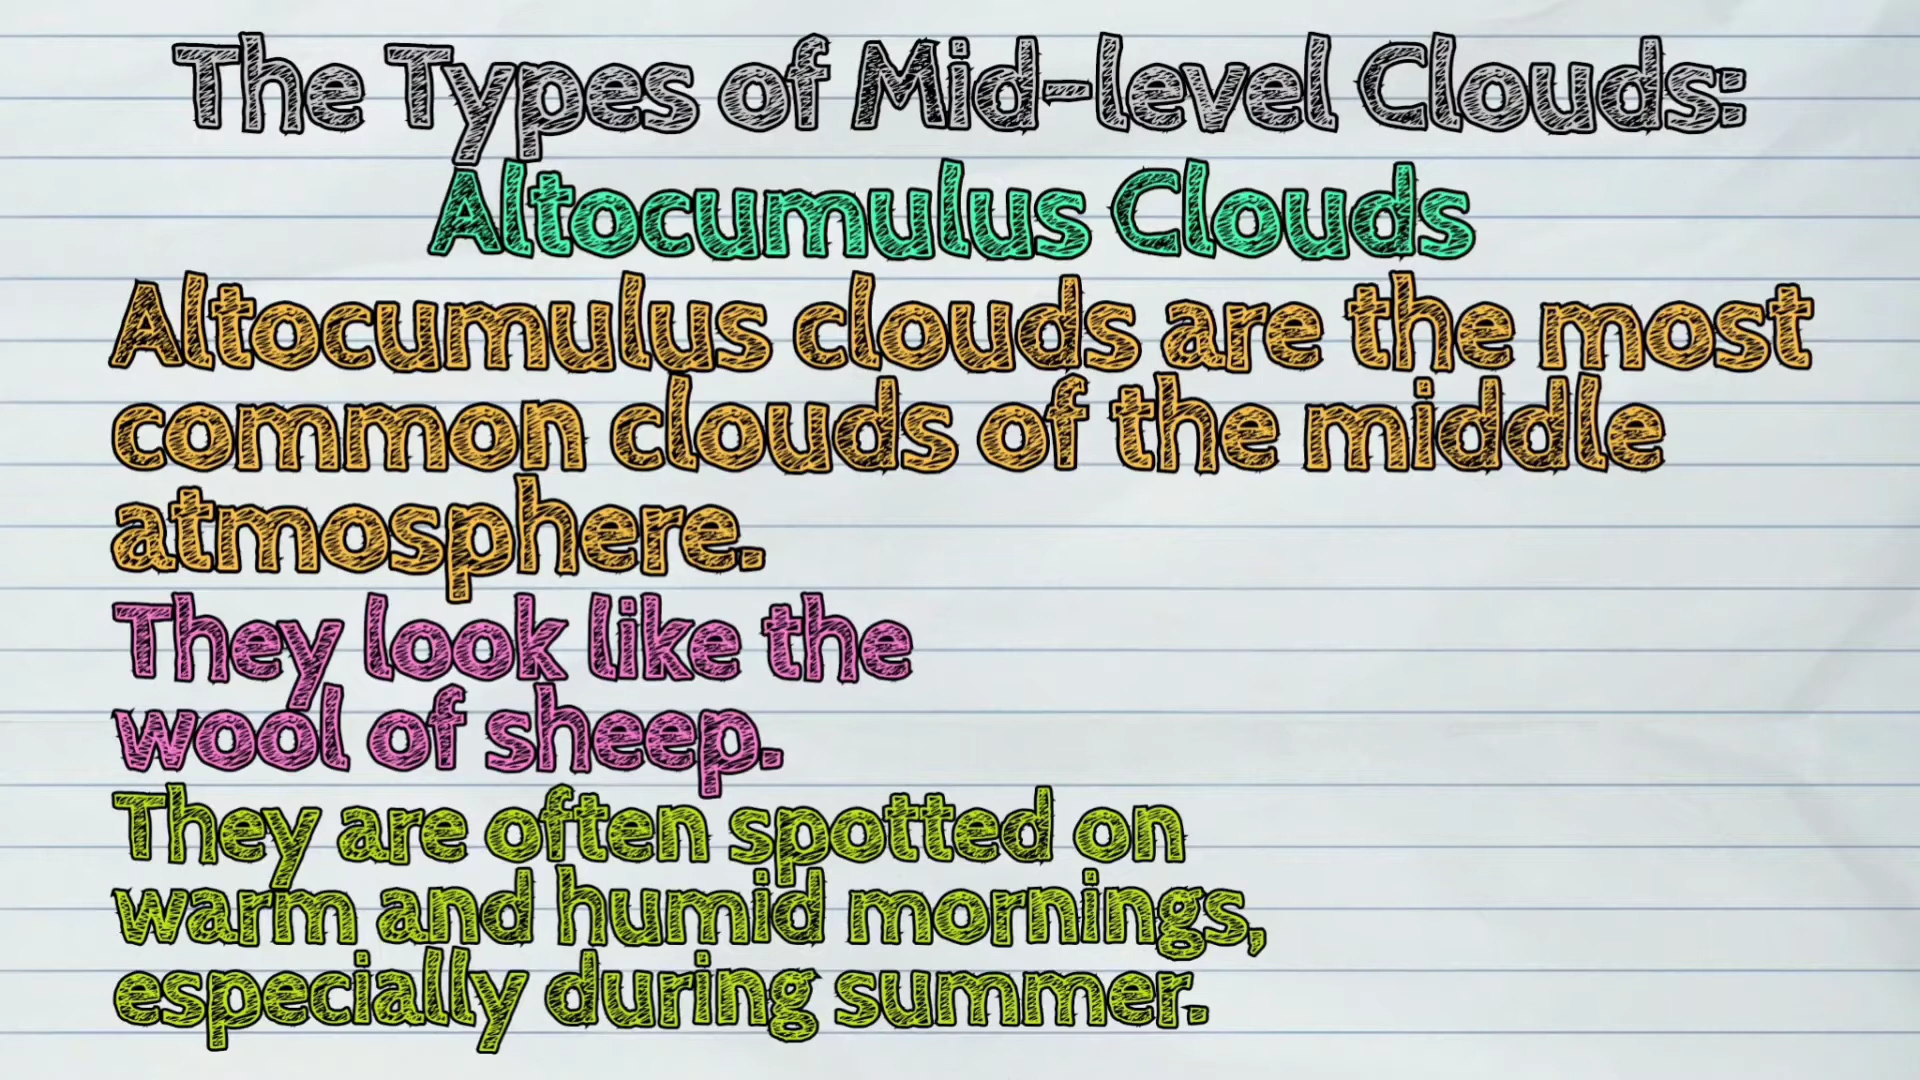 The Types of Mid-level Clouds:
Altocumulus Clouds
Altocumulus clouds are the most
common clouds of the middle
atmosphere.
They look like the
wool of sheep.
They are often spotted on
warm and humid mornings,
especially during summer.